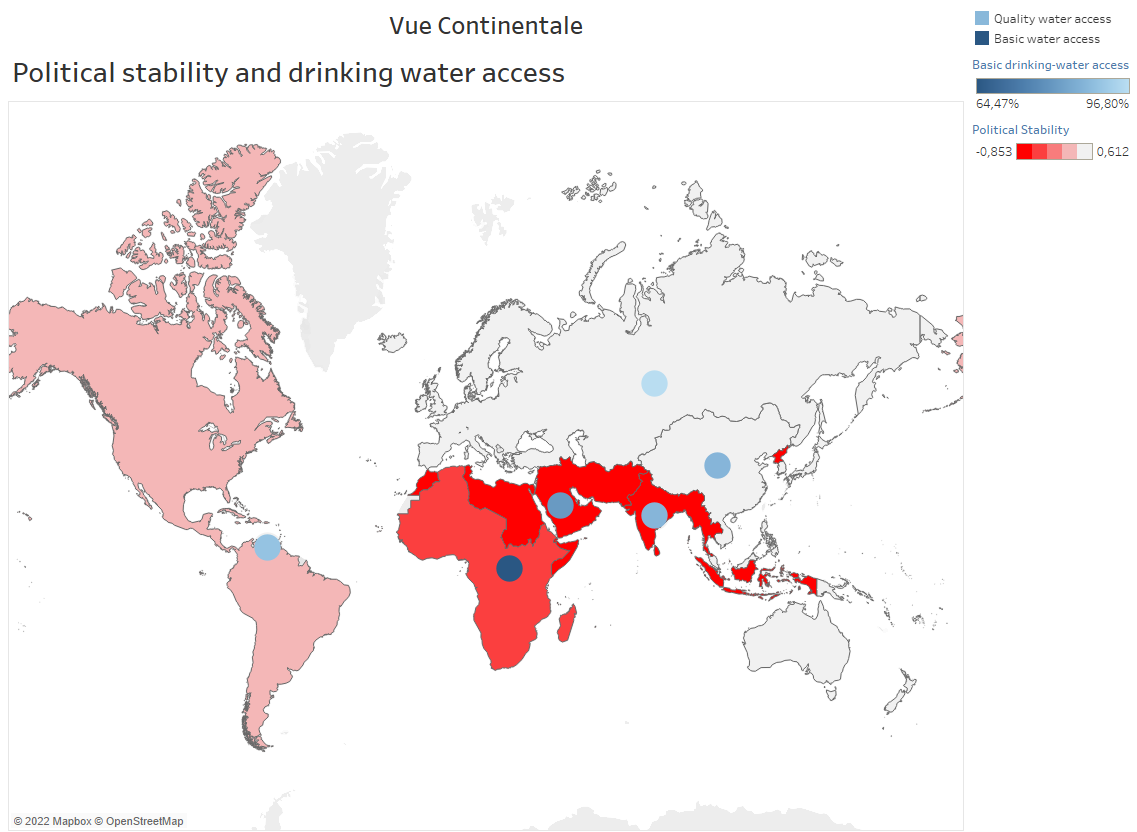 Vue Continentale
Political stability and drinking water access
Quality water access
Basic water access
Basic drinking-water access
64,47% 96,80%
Political Stability
-0,853 0,612
© 2022 Mapbox © OpenStreetMap